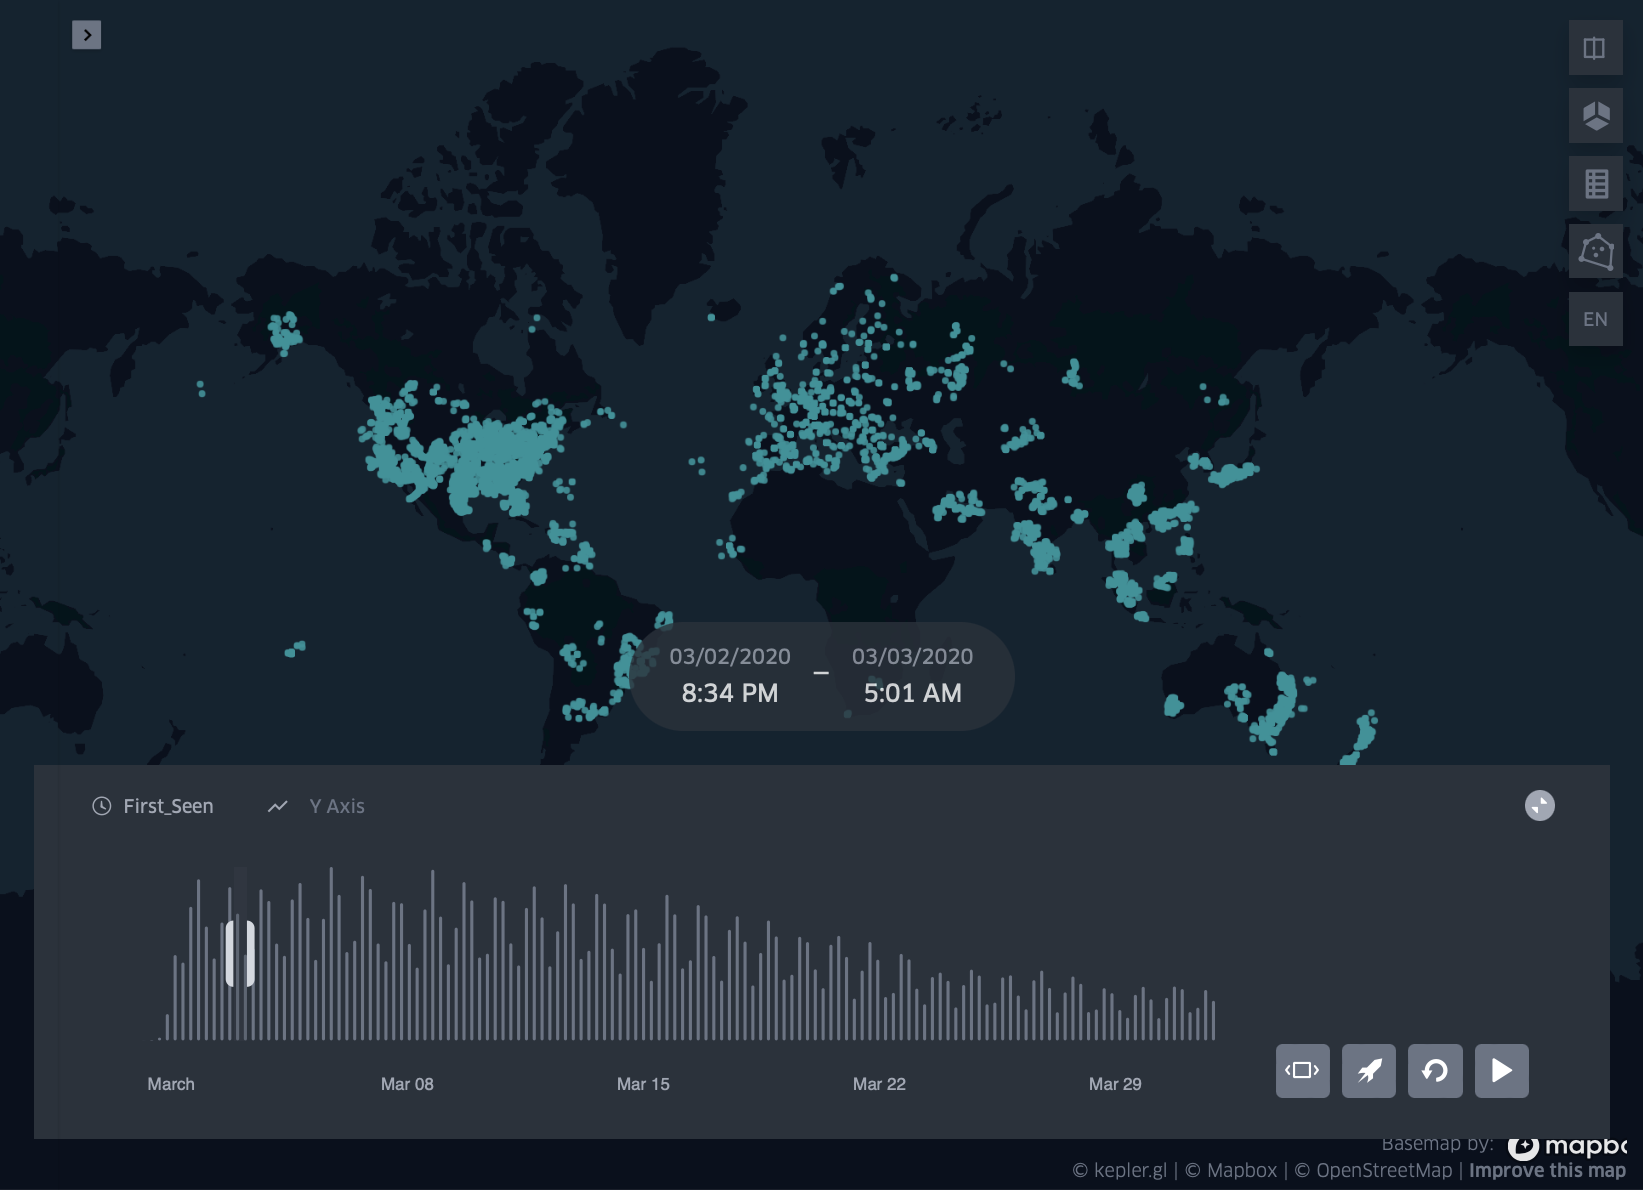 EN
03/02/2020 – 03/03/2020
8:34 PM 5:01 AM
First_Seen Y Axis
March Mar 08 Mar 15 Mar 22 Mar 29
Basemap by: mapbo
© kepler.gl | © Mapbox | © OpenStreetMap | Improve this map